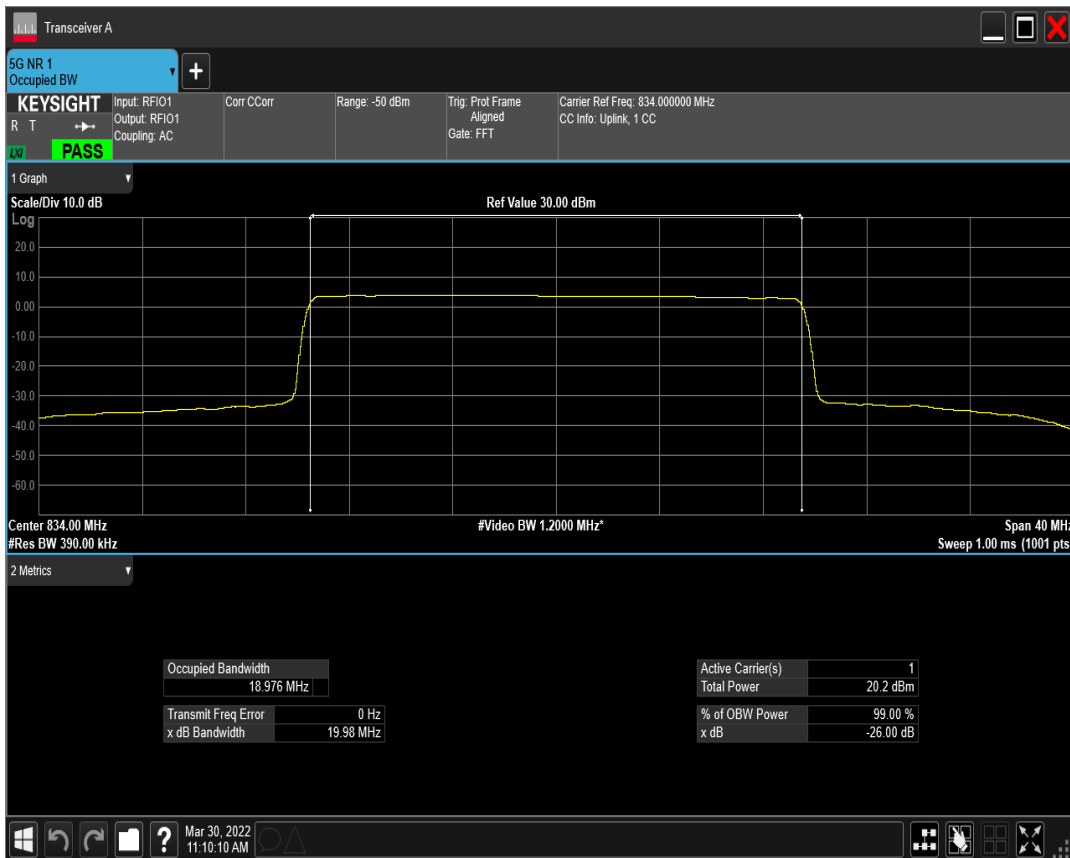 Transceiver A
5G NR 1
Occupied BW
+
KEYSIGHT
R T
LXI
PASS
Input: RFIO1
Output: RFIO1
Coupling: AC
Corr CCorr
Range: -50 dBm
Trig: Prot Frame
Aligned
Gate: FFT
Carrier Ref Freq: 834.000000 MHz
CC Info: Uplink, 1 CC
1 Graph
Scale/Div 10.0 dB
Ref Value 30.00 dBm
Log
20.0
10.0
0.00
-10.0
-20.0
-30.0
-40.0
-50.0
-60.0
Center 834.00 MHz
#Video BW 1.2000 MHz*
Span 40 MHz
#Res BW 390.00 kHz
Sweep 1.00 ms (1001 pts
2 Metrics
Occupied Bandwidth
18.976 MHz
Transmit Freq Error 0 Hz
x dB Bandwidth 19.98 MHz
Active Carrier(s) 1
Total Power 20.2 dBm
% of OBW Power 99.00 %
x dB -26.00 dB
?
Mar 30, 2022
11:10:10 AM